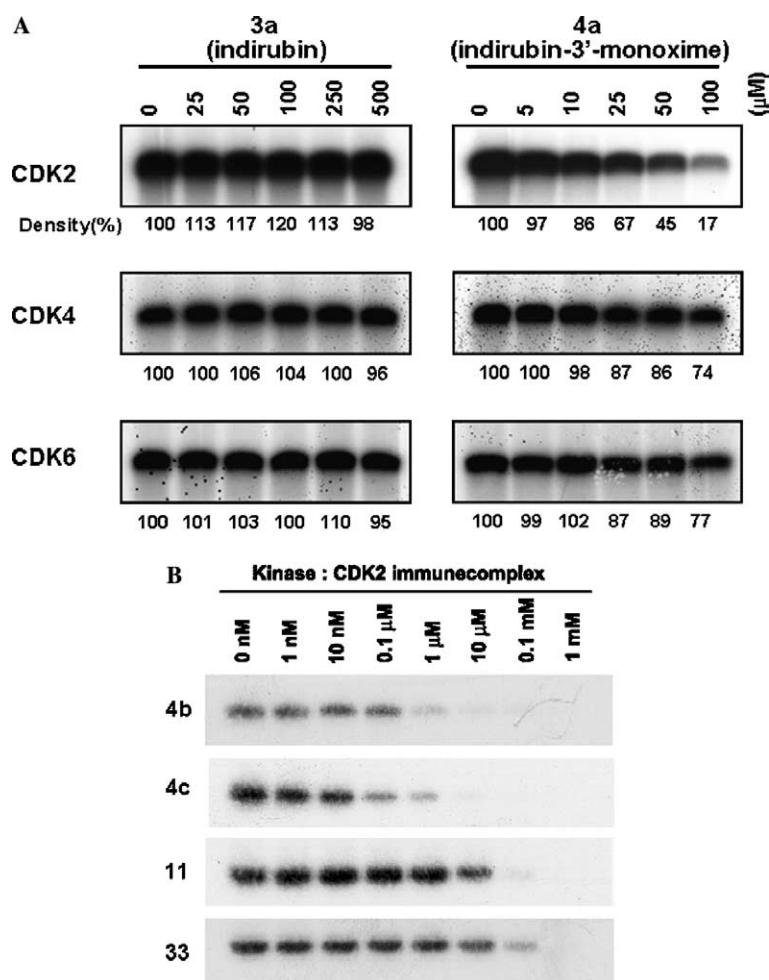 A
3a
(indirubin)
4a
(indirubin-3'-monoxime)
0 25 50 100 250 500
0 5 10 25 50 100 (µM)
CDK2
Density(%) 100 113 117 120 113 98
100 97 86 67 45 17
CDK4
100 100 106 104 100 96
100 100 98 87 86 74
CDK6
100 101 103 100 110 95
100 99 102 87 89 77
B
Kinase : CDK2 immunecomplex
0 nM 1 nM 10 nM 0.1 µM 1 µM 10 µM 0.1 mM 1 mM
4b
4c
11
33